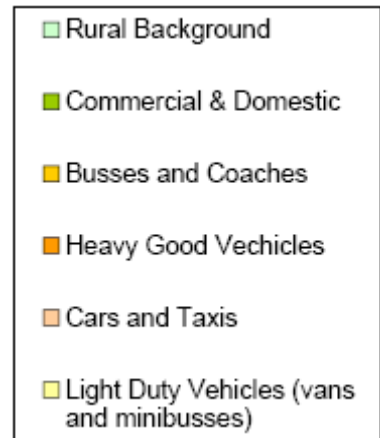 Rural Background
Commercial & Domestic
Busses and Coaches
Heavy Good Vechicles
Cars and Taxis
Light Duty Vehicles (vans
and minibusses)